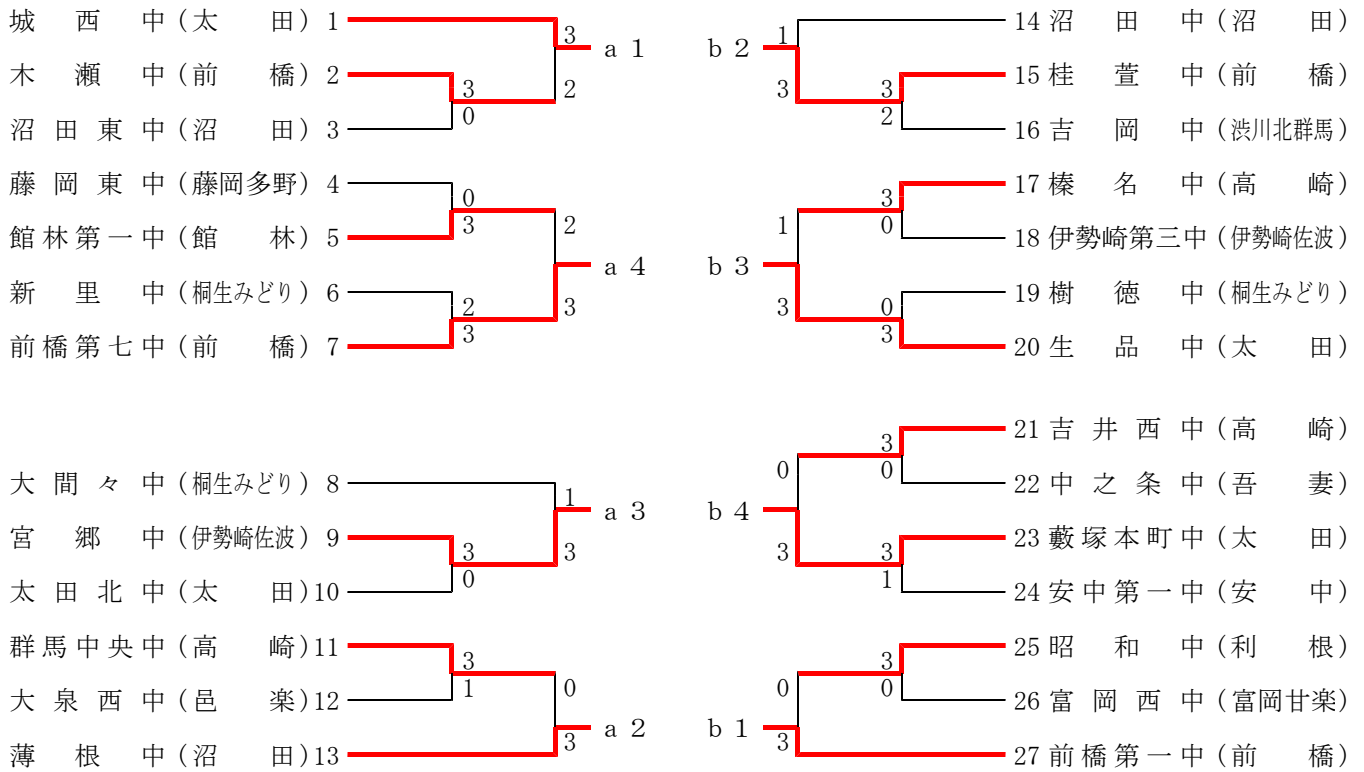 城西中(太田) 1
3
a 1
木瀬中(前橋) 2
3
2
沼田東中(沼田) 3
0
藤岡東中(藤岡多野) 4
0
館林第一中(館林) 5
3
2
a 4
新里中(桐生みどり) 6
2
3
前橋第七中(前橋) 7
3
大間々中(桐生みどり) 8
1
a 3
宮郷中(伊勢崎佐波) 9
3
3
太田北中(太田)10
0
群馬中央中(高崎)11
3
大泉西中(邑楽)12
1
0
a 2
薄根中(沼田)13
3
14 沼田中(沼田)
1
b 2
15 桂萱中(前橋)
3
3
16 吉岡中(渋川北群馬)
2
17 榛名中(高崎)
3
18 伊勢崎第三中(伊勢崎佐波)
0
1
b 3
19 樹徳中(桐生みどり)
0
3
20 生品中(太田)
3
21 吉井西中(高崎)
3
22 中之条中(吾妻)
0
0
b 4
23 藪塚本町中(太田)
3
3
24 安中第一中(安中)
1
25 昭和中(利根)
3
26 富岡西中(富岡甘楽)
0
0
b 1
27 前橋第一中(前橋)
3